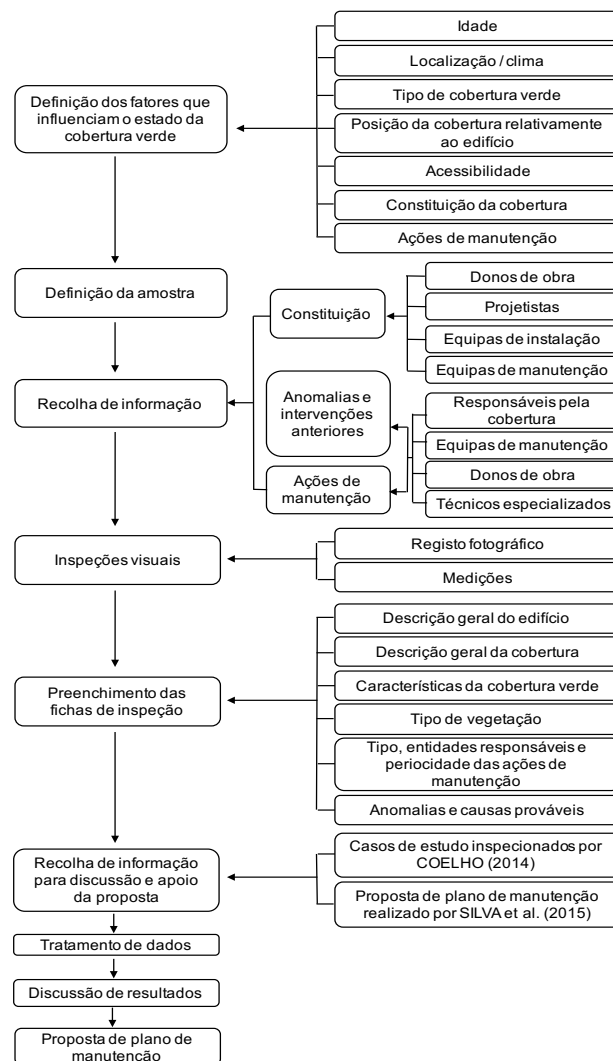 Definição dos fatores que
influenciam o estado da
cobertura verde
Idade
Localização / clima
Tipo de cobertura verde
Posição da cobertura relativamente
ao edifício
Acessibilidade
Constituição da cobertura
Ações de manutenção
Definição da amostra
Recolha de informação
Constituição
Donos de obra
Projetistas
Equipas de instalação
Equipas de manutenção
Anomalias e
intervenções
anteriores
Ações de
manutenção
Responsáveis pela
cobertura
Equipas de manutenção
Donos de obra
Técnicos especializados
Inspeções visuais
Registo fotográfico
Medições
Preenchimento das
fichas de inspeção
Descrição geral do edifício
Descrição geral da cobertura
Características da cobertura verde
Tipo de vegetação
Tipo, entidades responsáveis e
periocidade das ações de
manutenção
Anomalias e causas prováveis
Recolha de informação
para discussão e apoio
da proposta
Casos de estudo inspecionados por
COELHO (2014)
Proposta de plano de manutenção
realizado por SILVA et al. (2015)
Tratamento de dados
Discussão de resultados
Proposta de plano de
manutenção